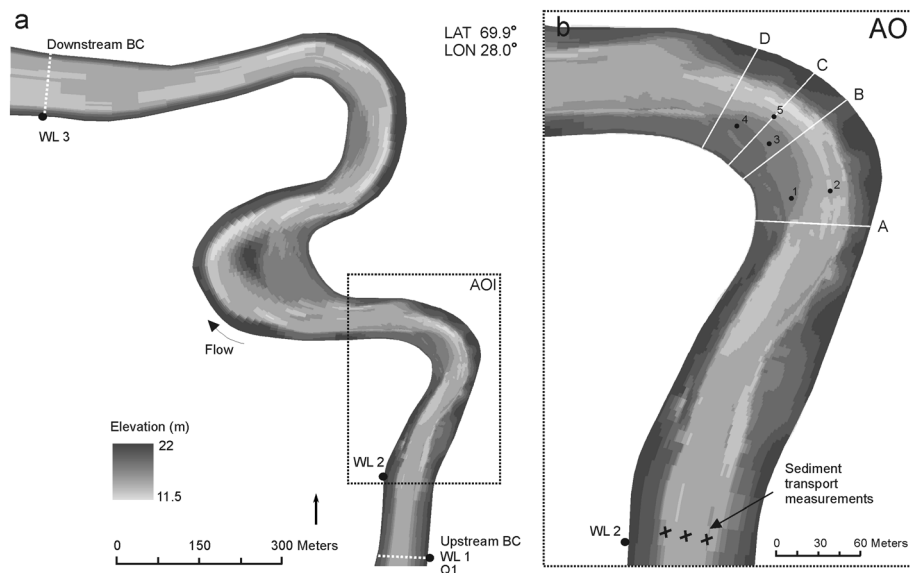 a
Downstream BC
WL 3
LAT 69.9°
LON 28.0°
AOI
Flow
Elevation (m)
22
11.5
WL 2
0 150 300 Meters
Upstream BC
WL 1
Q1
b
AO
D
C
B
5
4
3
1
2
A
Sediment
transport
measurements
WL 2
0 30 60 Meters